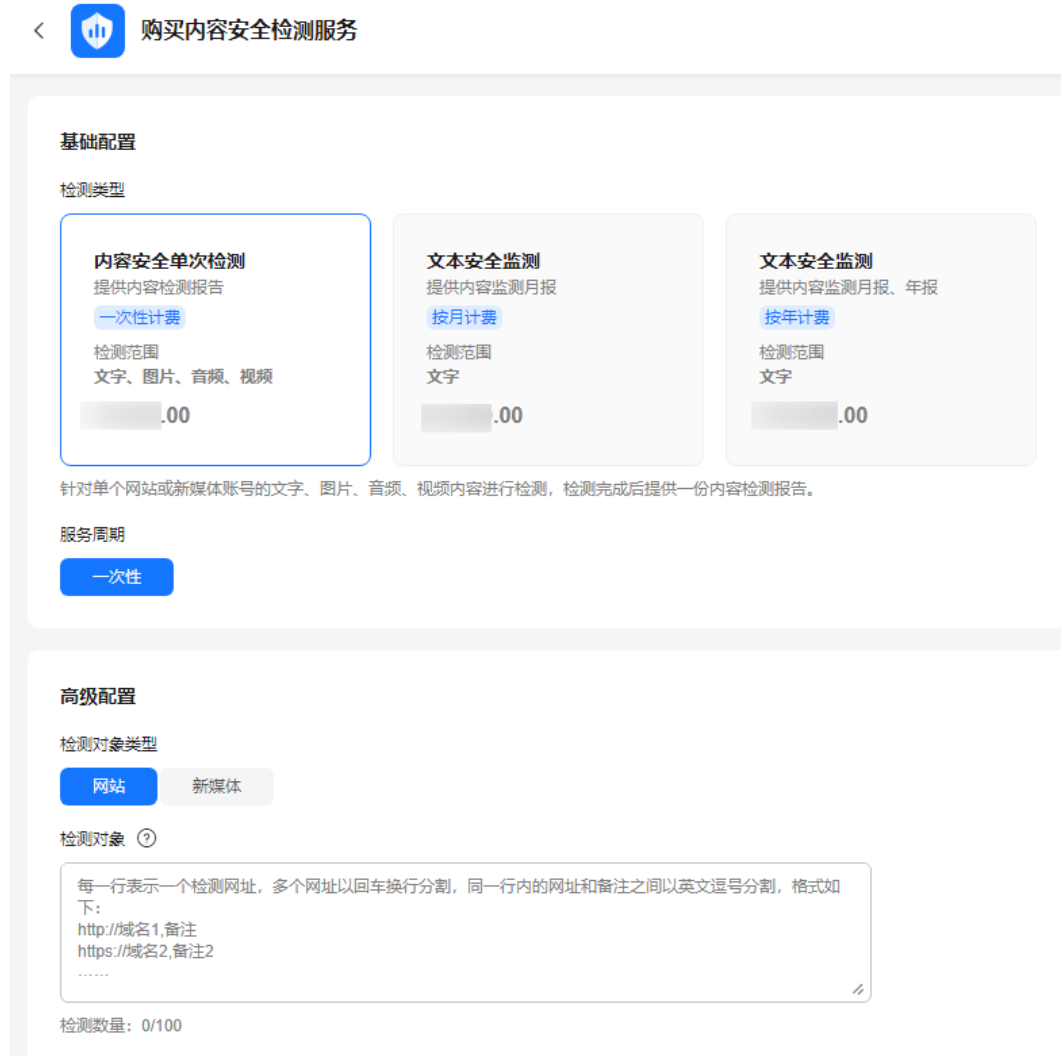 购买内容安全检测服务
基础配置
检测类型
内容安全单次检测
提供内容检测报告
一次性计费
检测范围
文字、图片、音频、视频
.00
文本安全监测
提供内容监测月报
按月计费
检测范围
文字
.00
文本安全监测
提供内容监测月报、年报
按年计费
检测范围
文字
.00
针对单个网站或新媒体账号的文字、图片、音频、视频内容进行检测，检测完成后提供一份内容检测报告。
服务周期
一次性
高级配置
检测对象类型
网站
新媒体
检测对象 ?
每一行表示一个检测网址，多个网址以回车换行分割，同一行内的网址和备注之间以英文逗号分割，格式如
下：
http://域名1,备注
https://域名2,备注2
……
检测数量：0/100